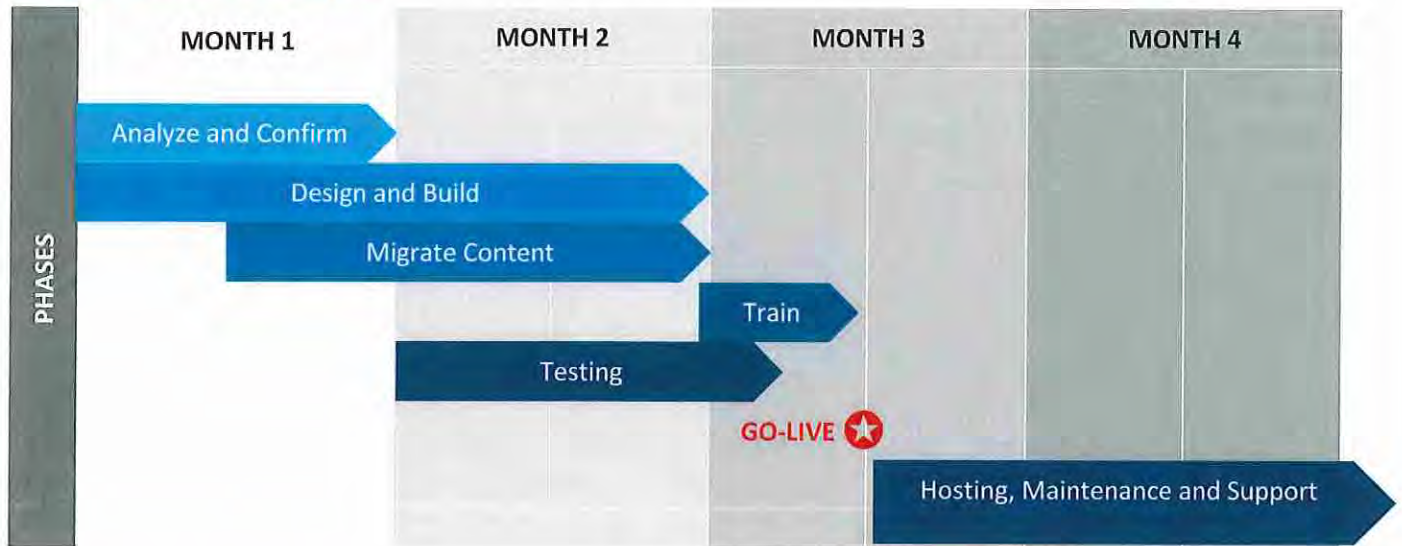 MONTH 1
MONTH 2
MONTH 3
MONTH 4
PHASES
Analyze and Confirm
Design and Build
Migrate Content
Train
Testing
GO-LIVE
Hosting, Maintenance and Support